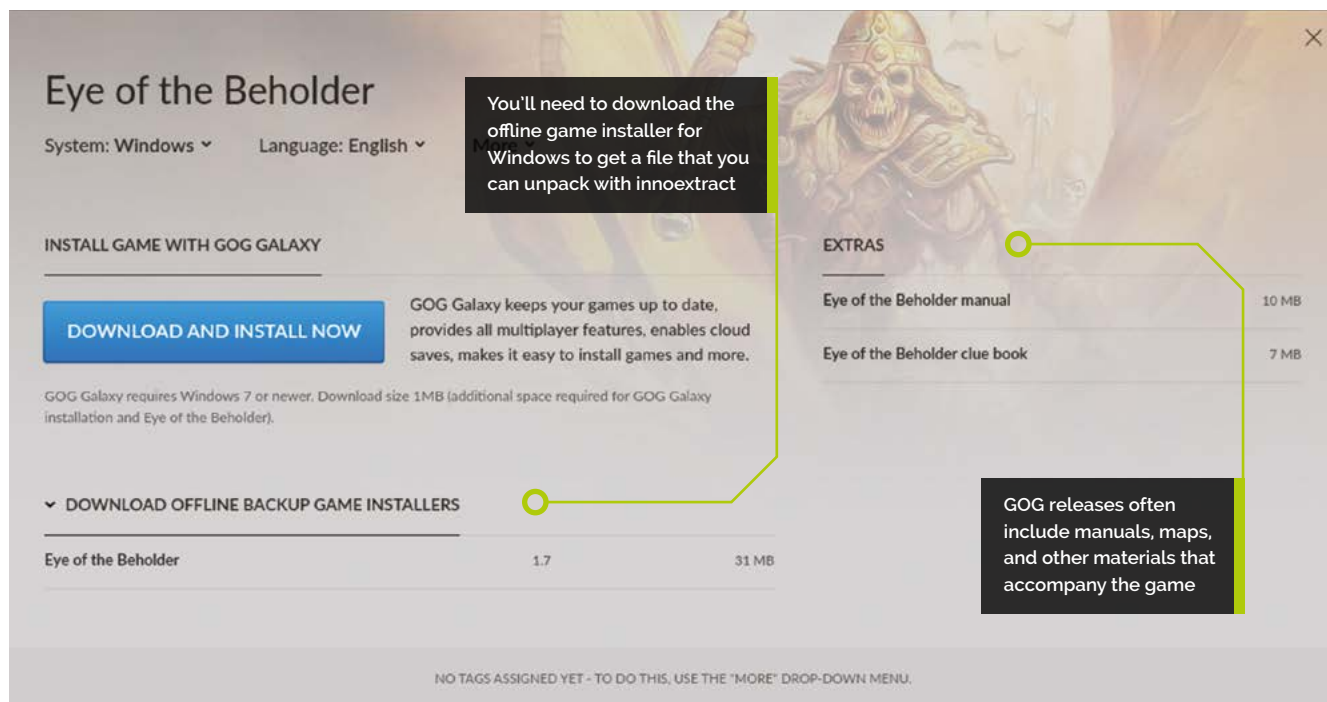 Eye of the Beholder
System: Windows
Language: English
More
You'll need to download the
offline game installer for
Windows to get a file that you
can unpack with innoextract
INSTALL GAME WITH GOG GALAXY
DOWNLOAD AND INSTALL NOW
GOG Galaxy keeps your games up to date,
provides all multiplayer features, enables cloud
saves, makes it easy to install games and more.
GOG Galaxy requires Windows 7 or newer. Download size 1MB (additional space required for GOG Galaxy
installation and Eye of the Beholder).
DOWNLOAD OFFLINE BACKUP GAME INSTALLERS
Eye of the Beholder 1.7 31 MB
EXTRAS
Eye of the Beholder manual 10 MB
Eye of the Beholder clue book 7 MB
GOG releases often
include manuals, maps,
and other materials that
accompany the game
NO TAGS ASSIGNED YET - TO DO THIS, USE THE "MORE" DROP-DOWN MENU.